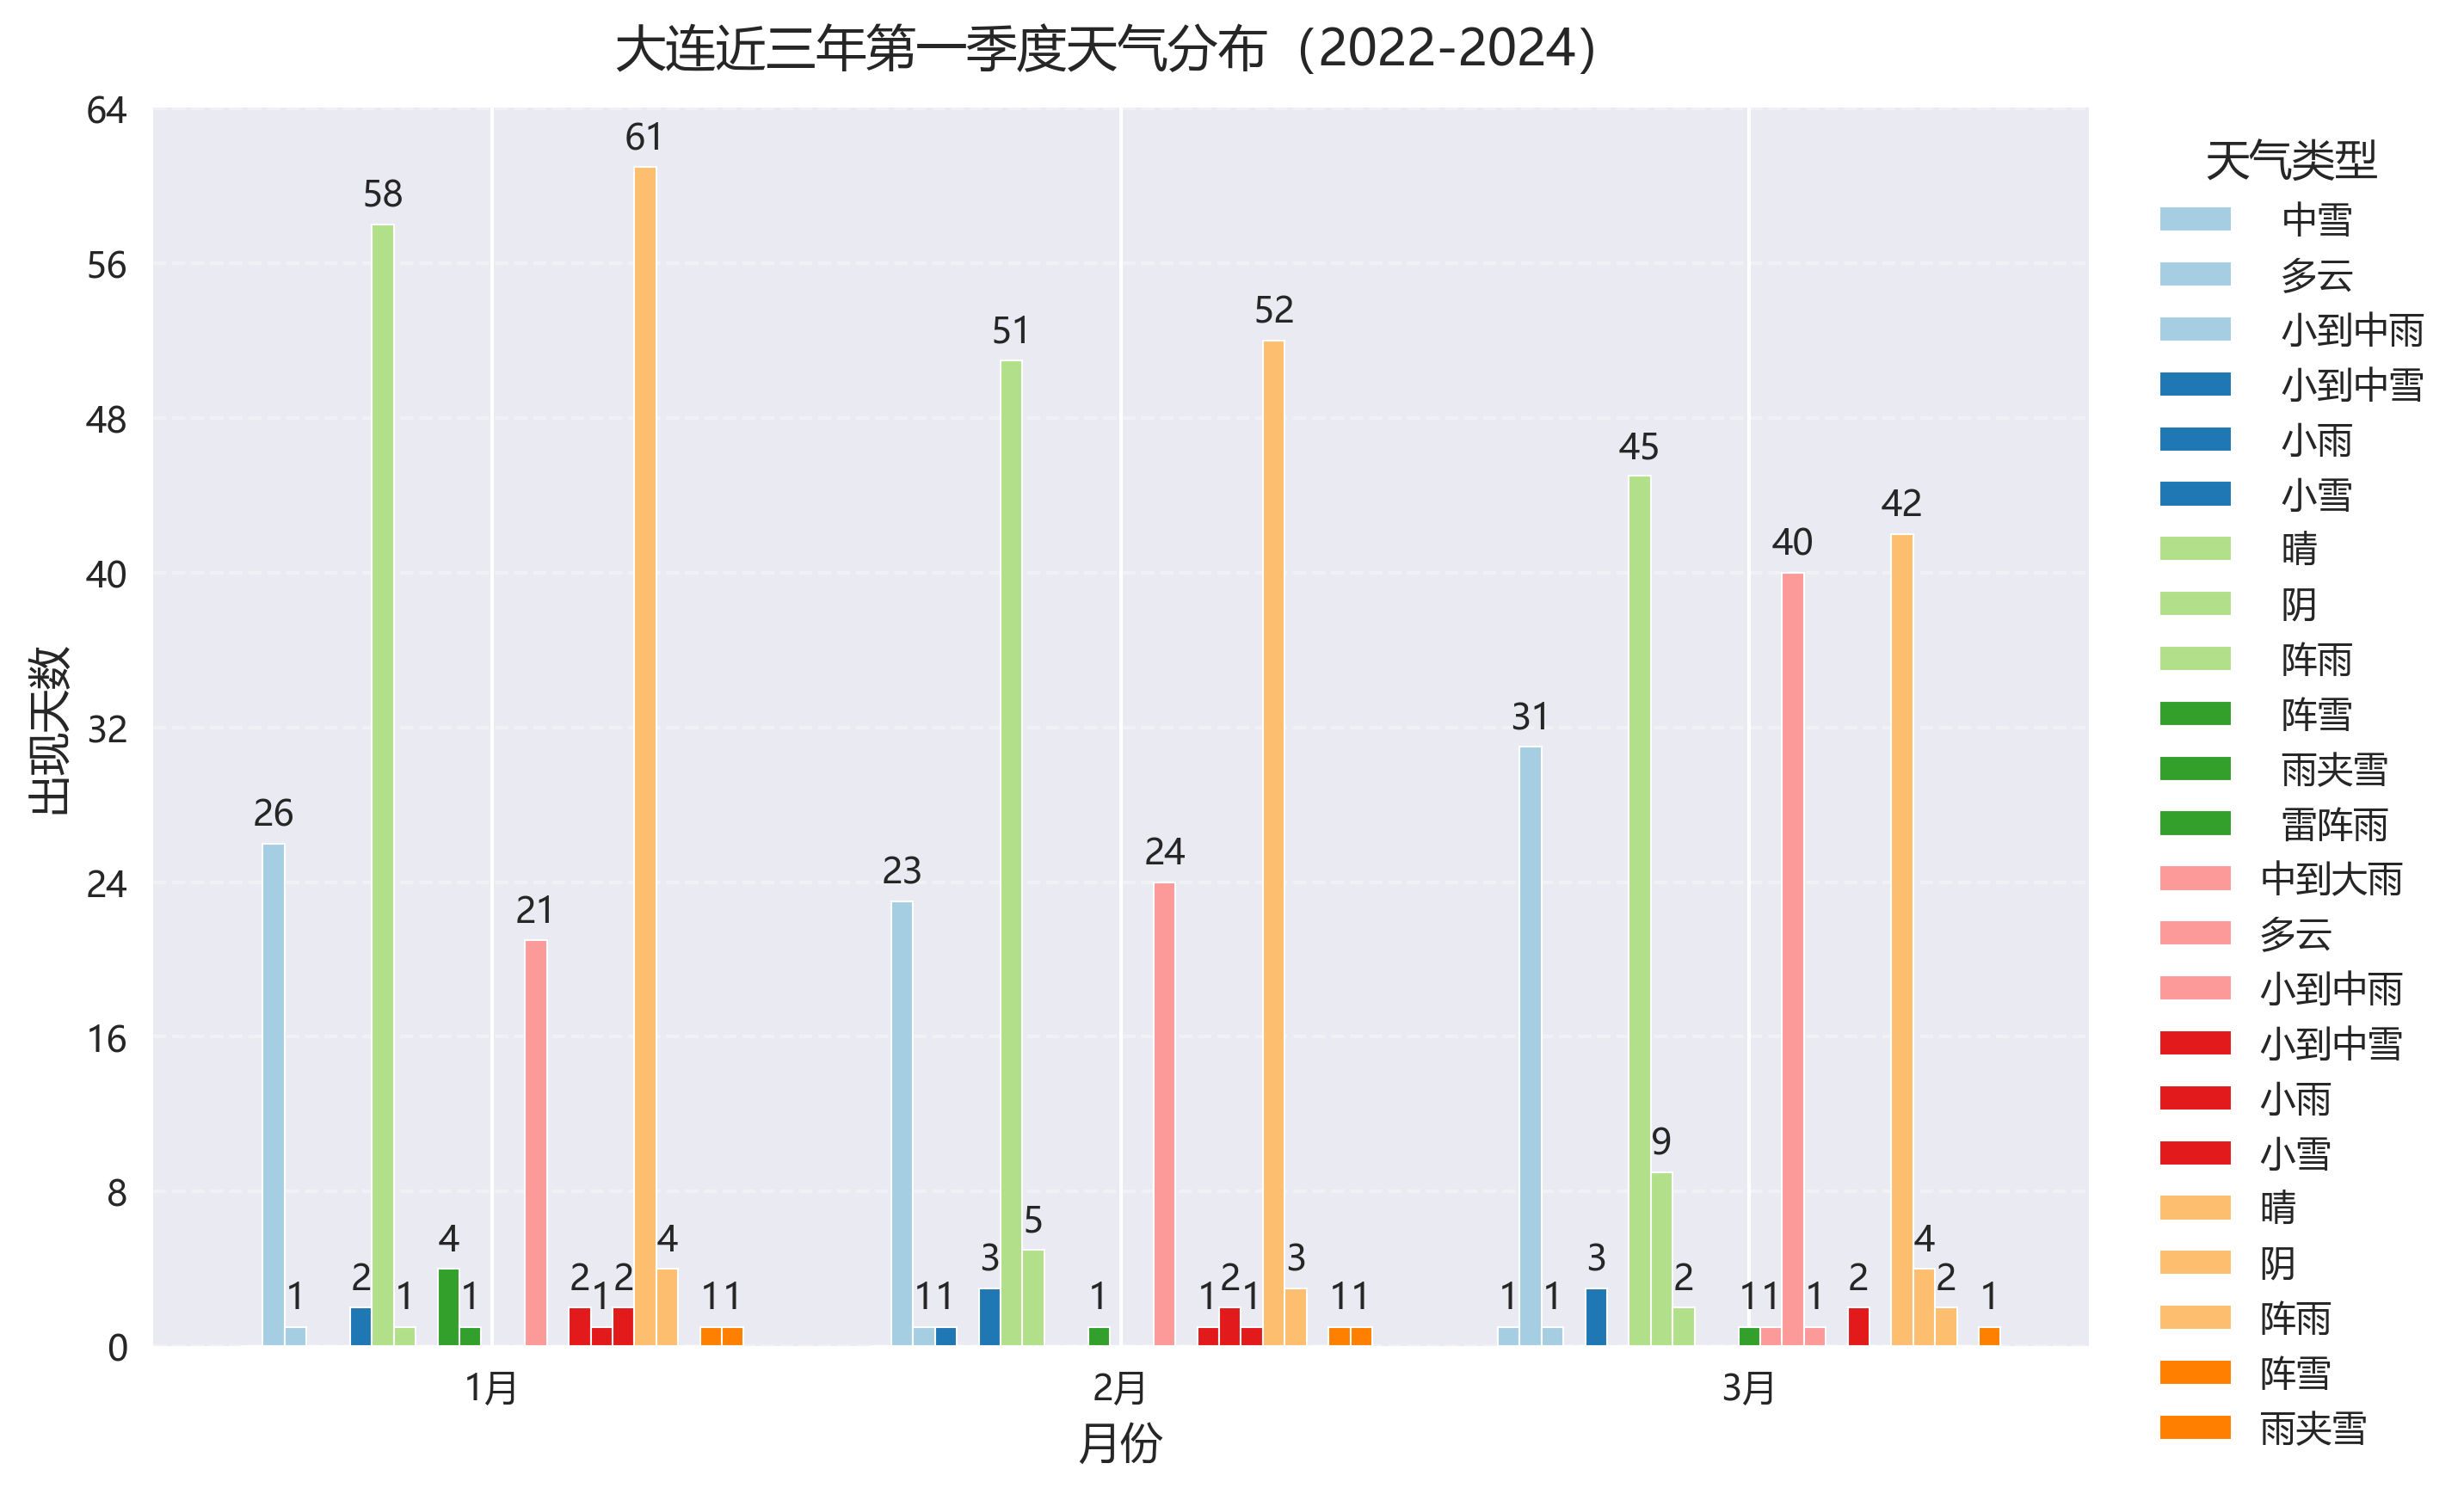 大连近三年第一季度天气分布（2022-2024）
出现天数
64
56
48
40
32
24
16
8
0
26
1
2
58
1
4
1
21
2
1
2
61
4
1
1
23
1
1
3
51
5
1
24
1
2
1
52
3
1
1
1
31
1
3
45
9
2
1
1
40
1
2
42
4
2
1
1月
2月
3月
月份
天气类型
中雪
多云
小到中雨
小到中雪
小雨
小雪
晴
阴
阵雨
阵雪
雨夹雪
雷阵雨
中到大雨
多云
小到中雨
小到中雪
小雨
小雪
晴
阴
阵雨
阵雪
雨夹雪